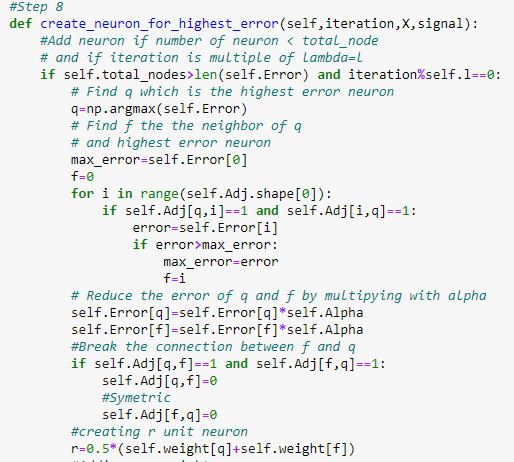 #Step 8
def create_neuron_for_highest_error(self,iteration,X,signal):
#Add neuron if number of neuron < total_node
# and if iteration is multiple of lambda=l
if self.total_nodes>len(self.Error) and iteration%self.l==0:
# Find q which is the highest error neuron
q=np.argmax(self.Error)
# Find f the the neighbor of q
# and highest error neuron
max_error=self.Error[0]
f=0
for i in range(self.Adj.shape[0]):
if self.Adj[q,i]==1 and self.Adj[i,q]==1:
error=self.Error[i]
if error>max_error:
max_error=error
f=i
# Reduce the error of q and f by multipying with alpha
self.Error[q]=self.Error[q]*self.Alpha
self.Error[f]=self.Error[f]*self.Alpha
#Break the connection between f and q
if self.Adj[q,f]==1 and self.Adj[f,q]==1:
self.Adj[q,f]=0
#Symetric
self.Adj[f,q]=0
#creating r unit neuron
r=0.5*(self.weight[q]+self.weight[f])